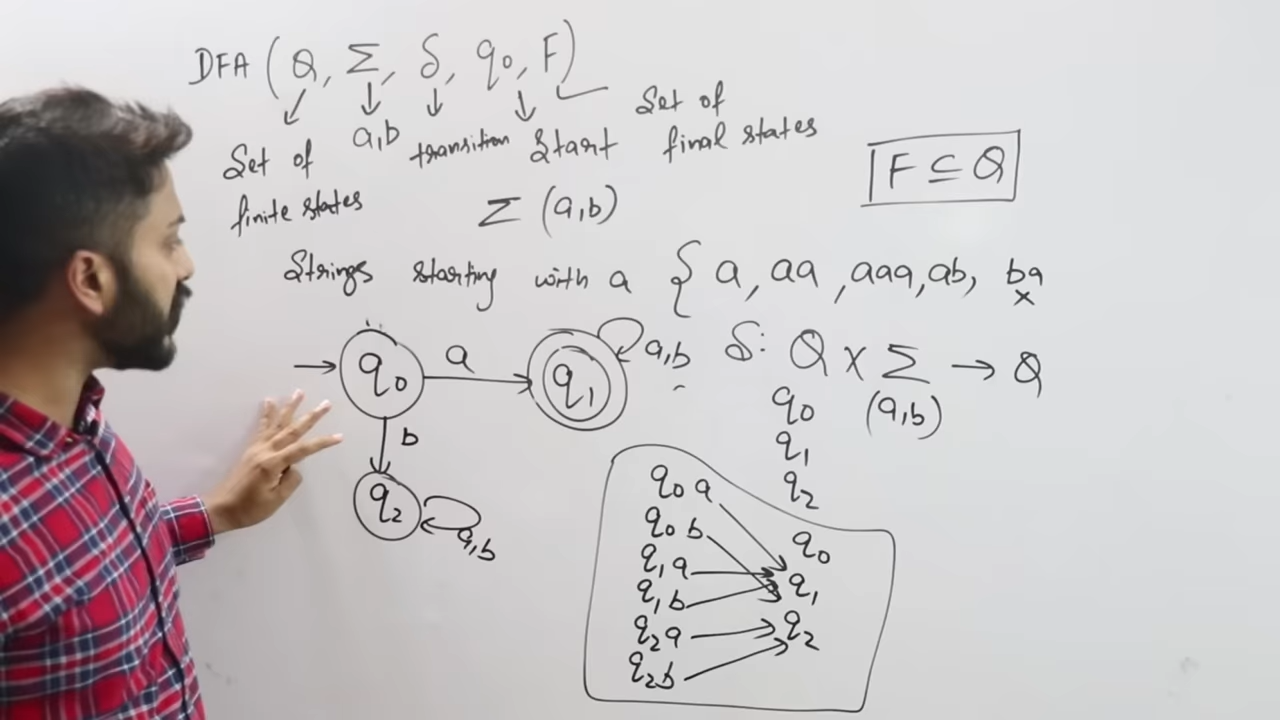 DFA (Q, Σ, δ, q0, F)
Set of finite states
a,b
transition
Start
Set of final states
F ⊆ Q
Σ (a,b)
Strings starting with a { a, aa, aaa, ab, ba
x
q0
a
q1
a,b
b
q2
a,b
δ: Q x Σ → Q
(a,b)
q0
q1
q2
q0 a
q0 b
q1 a
q1 b
q2 a
q2 b
q0
q1
q2